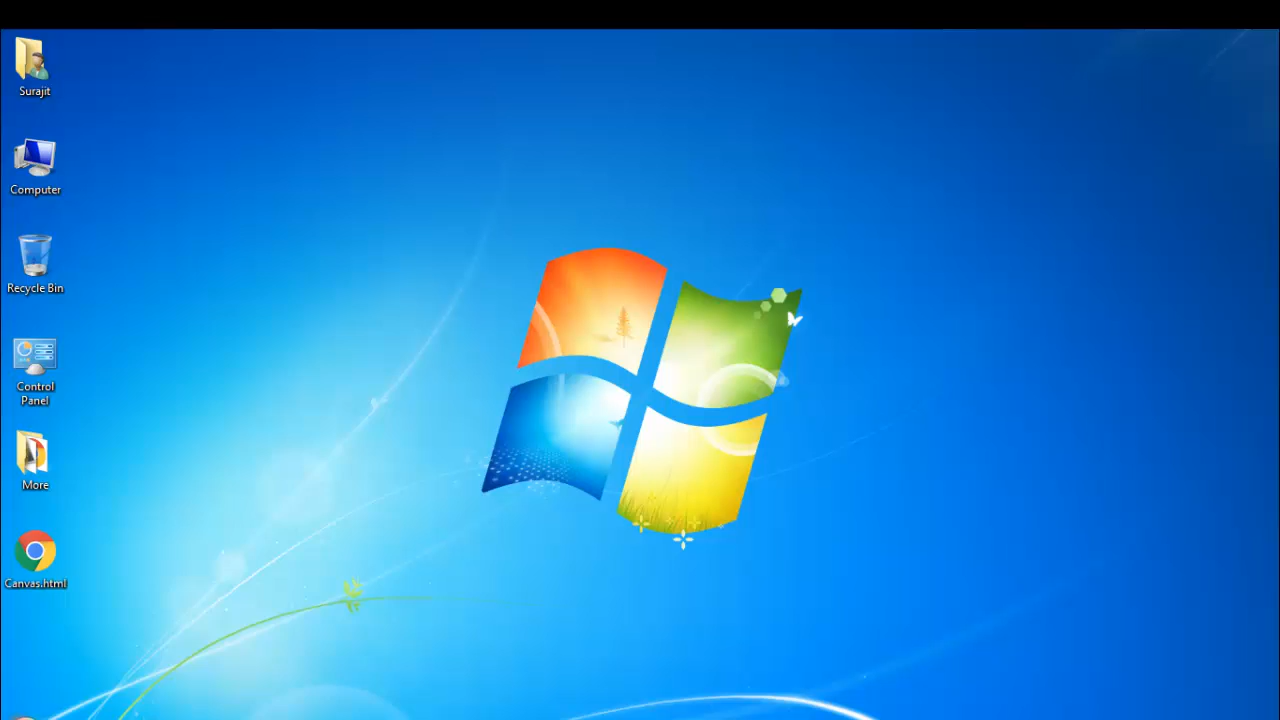 Surajit
Computer
Recycle Bin
Control
Panel
More
Canvas.html